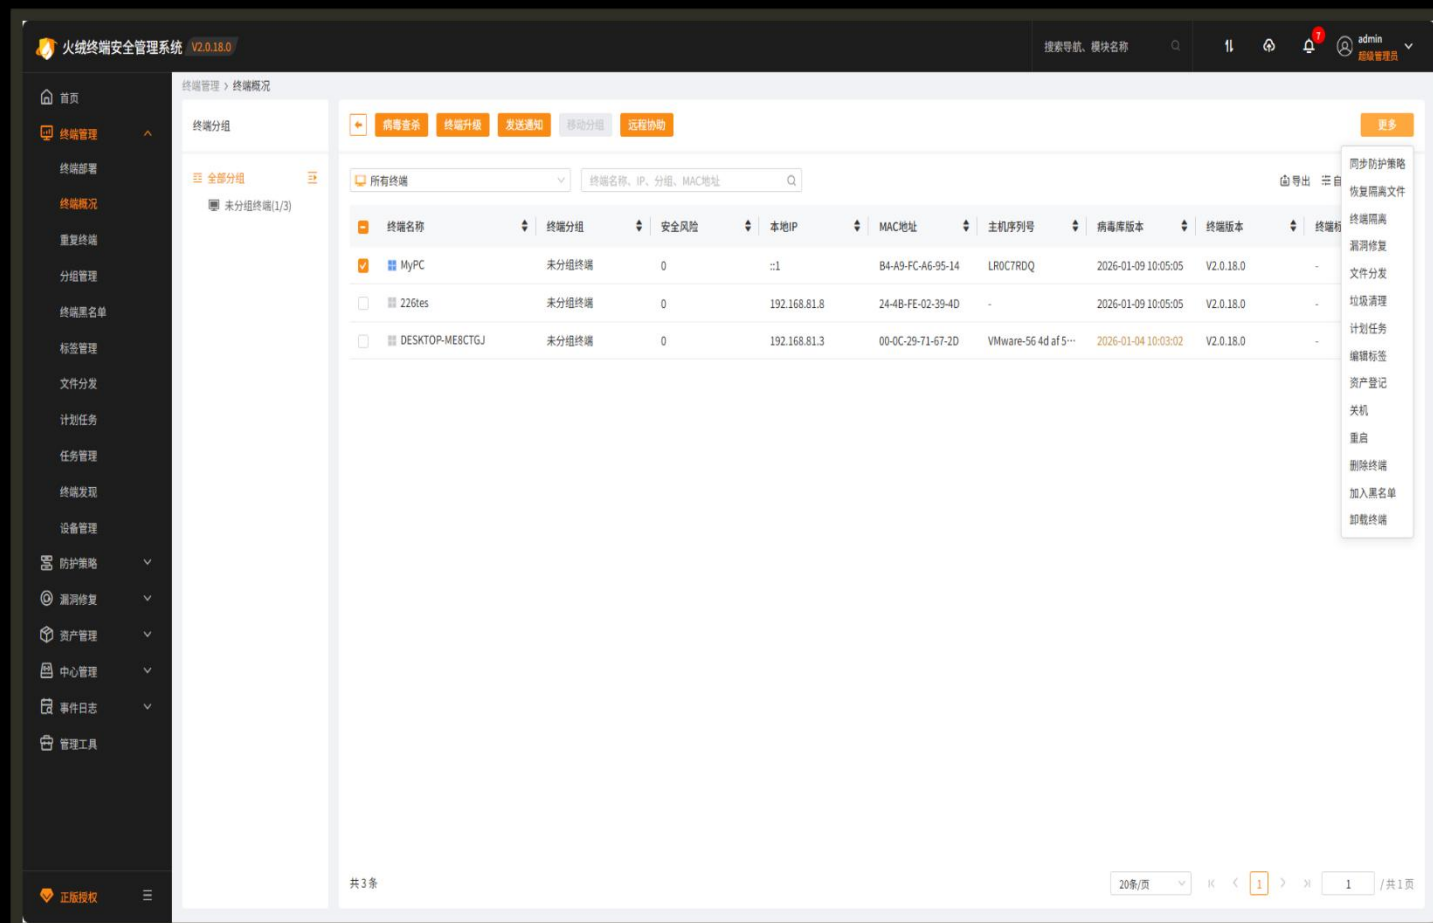 火绒终端安全管理系统 V2.0.18.0
搜索导航、模块名称
7
admin
超级管理员
首页
终端管理
终端部署
终端概况
重复终端
分组管理
终端黑名单
标签管理
文件分发
计划任务
任务管理
终端发现
设备管理
防护策略
漏洞修复
资产管理
中心管理
事件日志
管理工具
正版授权
终端管理 > 终端概况
终端分组
全部分组
未分组终端(1/3)
病毒查杀 终端升级 发送通知 移动分组 远程协助 更多
所有终端 终端名称、IP、分组、MAC地址 导出 自
终端名称 终端分组 安全风险 本地IP MAC地址 主机序列号 病毒库版本 终端版本 终端标
MyPC 未分组终端 0 ::1 B4-A9-FC-A6-95-14 LR0C7RDQ 2026-01-09 10:05:05 V2.0.18.0 -
226tes 未分组终端 0 192.168.81.8 24-4B-FE-02-39-4D - 2026-01-09 10:05:05 V2.0.18.0 -
DESKTOP-ME8CTGJ 未分组终端 0 192.168.81.3 00-0C-29-71-67-2D VMware-56 4d af 5… 2026-01-04 10:03:02 V2.0.18.0 -
同步防护策略
恢复隔离文件
终端隔离
漏洞修复
文件分发
垃圾清理
计划任务
编辑标签
资产登记
关机
重启
删除终端
加入黑名单
卸载终端
共3条 20条/页 1 1 /共1页